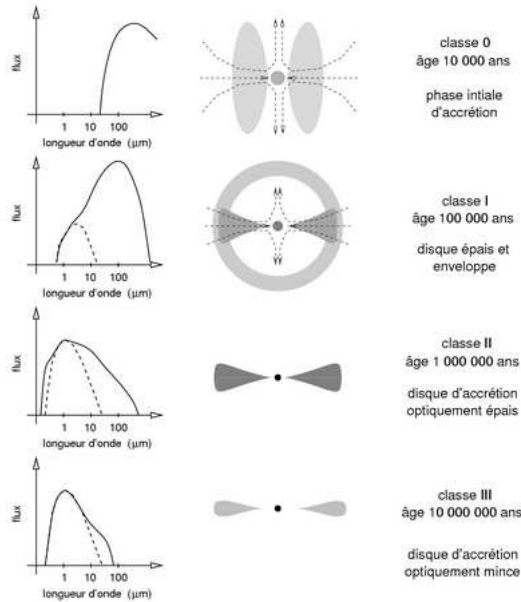 flux
1 10 100
longueur d'onde (μm)
classe 0
âge 10 000 ans
phase intiale
d'accrétion
flux
1 10 100
longueur d'onde (μm)
classe I
âge 100 000 ans
disque épais et
enveloppe
flux
1 10 100
longueur d'onde (μm)
classe II
âge 1 000 000 ans
disque d'accrétion
optiquement épais
flux
1 10 100
longueur d'onde (μm)
classe III
âge 10 000 000 ans
disque d'accrétion
optiquement mince